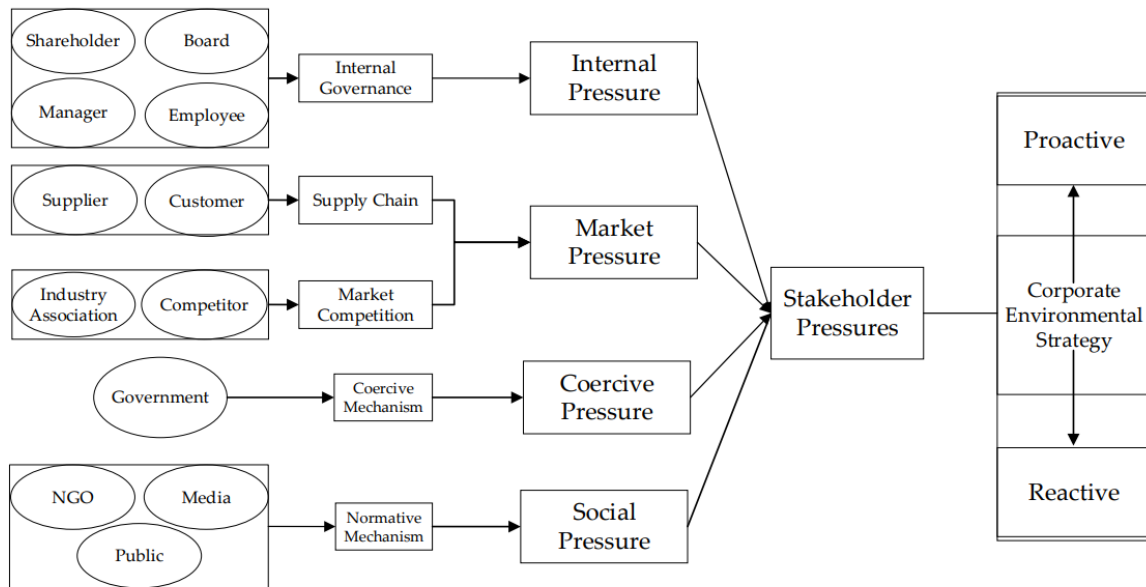 Shareholder
Board
Manager
Employee
Internal
Governance
Internal
Pressure
Supplier
Customer
Supply Chain
Industry
Association
Competitor
Market
Competition
Market
Pressure
Government
Coercive
Mechanism
Coercive
Pressure
NGO
Media
Public
Normative
Mechanism
Social
Pressure
Stakeholder
Pressures
Proactive
Corporate
Environmental
Strategy
Reactive